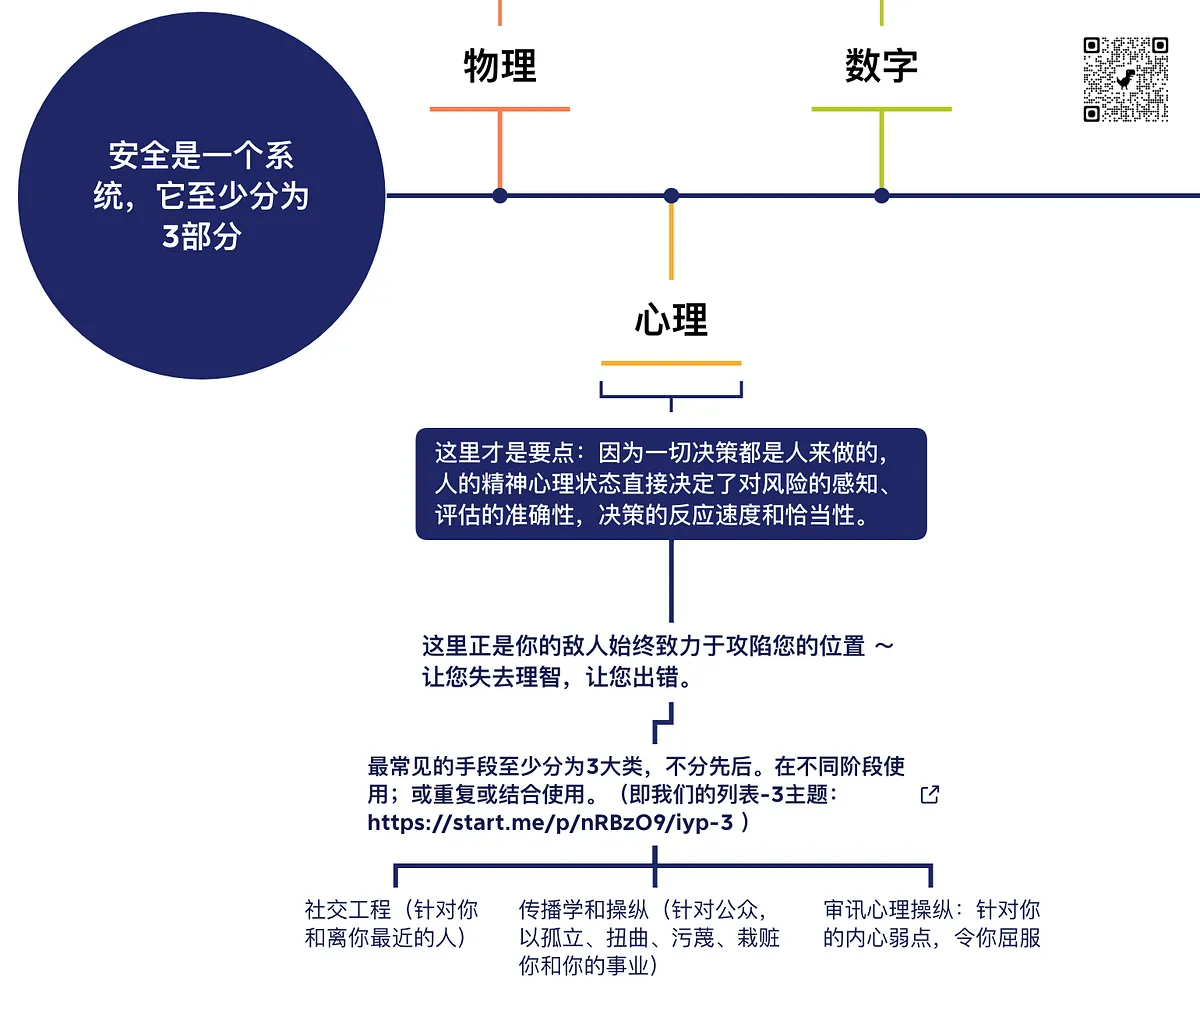 物理
数字
安全是一个系
统，它至少分为
3部分
心理
这里才是要点：因为一切决策都是人来做的，
人的精神心理状态直接决定了对风险的感知、
评估的准确性，决策的反应速度和恰当性。
这里正是你的敌人始终致力于攻陷您的位置 ～
让您失去理智，让您出错。
最常见的手段至少分为3大类，不分先后。在不同阶段使
用；或重复或结合使用。（即我们的列表-3主题：
https://start.me/p/nRBzO9/iyp-3 ）
社交工程（针对你
和离你最近的人）
传播学和操纵（针对公众，
以孤立、扭曲、污蔑、栽赃
你和你的事业）
审讯心理操纵：针对你
的内心弱点，令你屈服